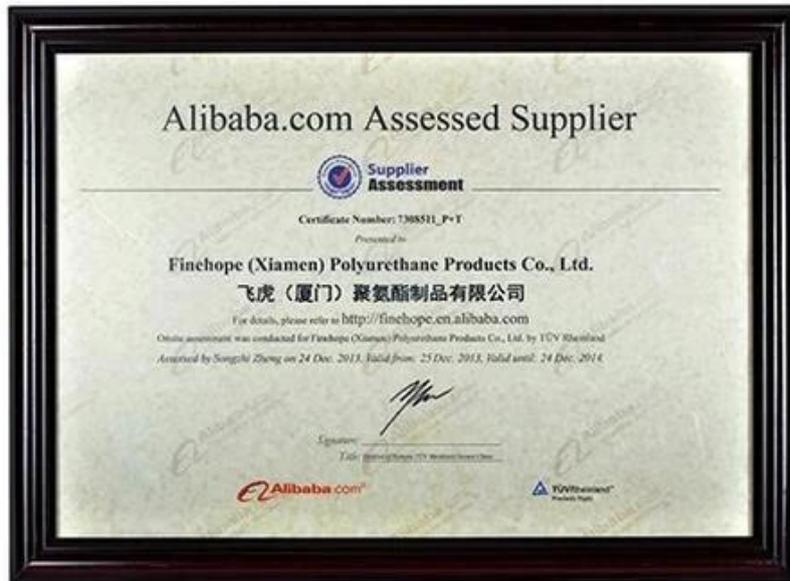 Alibaba.com Assessed Supplier
Supplier
Assessment
Certificate Number: 7308511_P+T
Presented to
Finehope (Xiamen) Polyurethane Products Co., Ltd.
飞虎（厦门）聚氨酯制品有限公司
For details, please refer to http://finehope.en.alibaba.com
Onsite assessment was conducted for Finehope (Xiamen) Polyurethane Products Co., Ltd. by TÜV Rheinland
Assessed by Songzhi Zheng on 24 Dec. 2013, Valid from: 25 Dec. 2013, Valid until: 24 Dec. 2014
Signature:
Title:
Alibaba.com®
TÜVRheinland®
Precisely Right.